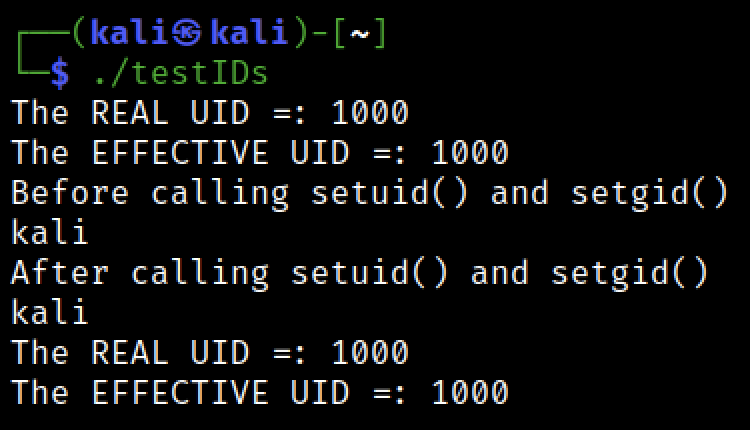 ┌──(kali㉿kali)-[~]
└─$ ./testIDs
The REAL UID =: 1000
The EFFECTIVE UID =: 1000
Before calling setuid() and setgid()
kali
After calling setuid() and setgid()
kali
The REAL UID =: 1000
The EFFECTIVE UID =: 1000